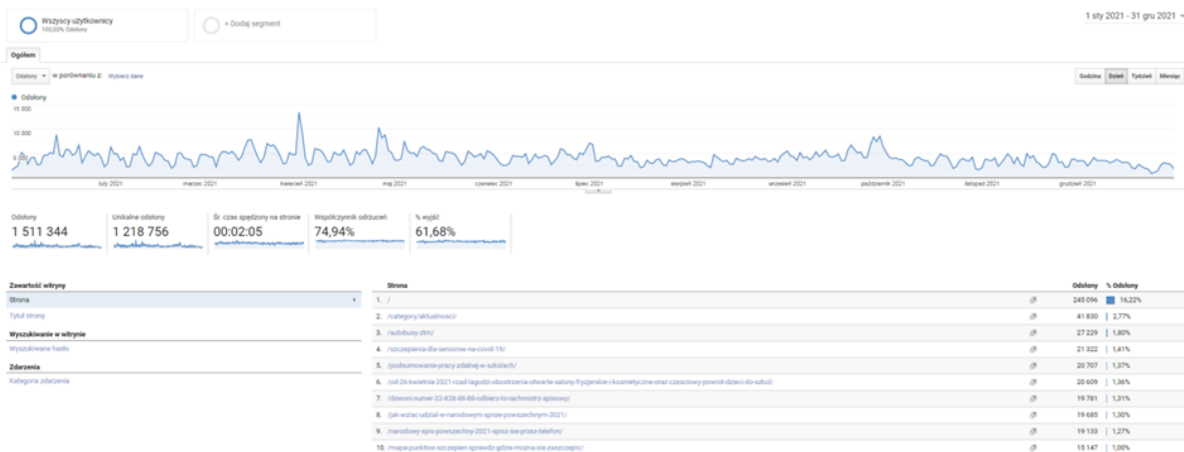 1 sty 2021 - 31 gru 2021
Wszyscy użytkownicy
100,00% Odsłony
+ Dodaj segment
Ogółem
Odsłony w porównaniu z: Wybierz dane
Godzina Dzień Tydzień Miesiąc
Odsłony
15 000
10 000
5 000
luty 2021 marzec 2021 kwiecień 2021 maj 2021 czerwiec 2021 lipiec 2021 sierpień 2021 wrzesień 2021 październik 2021 listopad 2021 grudzień 2021
Odsłony Unikalne odsłony Śr. czas spędzony na stronie Współczynnik odrzuceń % wyjść
1 511 344 1 218 756 00:02:05 74,94% 61,68%
Zawartość witryny
Strona
Tytuł strony
Wyszukiwanie w witrynie
Wyszukiwane hasło
Zdarzenia
Kategoria zdarzenia
Strona Odsłony % Odsłony
1. / 245 096 16,22%
2. /category/aktualnosci/ 41 830 2,77%
3. /autobusy-ztm/ 27 229 1,80%
4. /szczepienia-dla-seniorow-na-covid-19/ 21 322 1,41%
5. /podsumowanie-pracy-zdalnej-w-szkolach/ 20 707 1,37%
6. /od-26-kwietnia-2021-rzad-lagodzi-obostrzenia-otwarte-salony-fryzjerskie-i-kosmetyczne-oraz-czesciowy-powrot-dzieci-do-szkol/ 20 609 1,36%
7. /dzwoni-numer-22-828-88-88-odbierz-to-rachmistrz-spisowy/ 19 781 1,31%
8. /jak-wziac-udzial-w-narodowym-spisie-powszechnym-2021/ 19 685 1,30%
9. /narodowy-spis-powszechny-2021-spisz-sie-przez-telefon/ 19 133 1,27%
10. /mapa-punktow-szczepien-sprawdz-gdzie-mozna-sie-zaszczepic/ 15 147 1,00%